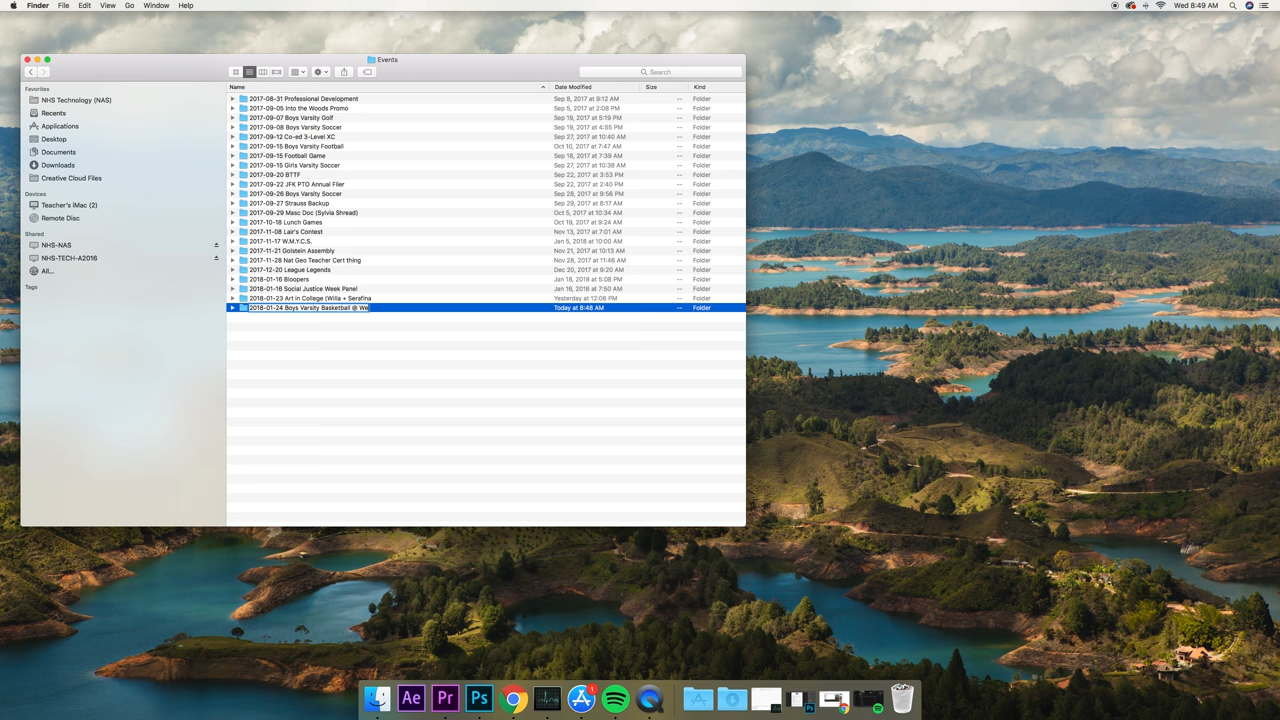 Finder File Edit View Go Window Help Wed 8:49 AM
Events
Search
Favorites
NHS Technology (NAS)
Recents
Applications
Desktop
Documents
Downloads
Creative Cloud Files
Devices
Teacher's iMac (2)
Remote Disc
Shared
NHS-NAS
NHS-TECH-A2016
All...
Tags
Name Date Modified Size Kind
2017-08-31 Professional Development Sep 8, 2017 at 9:12 AM -- Folder
2017-09-05 Into the Woods Promo Sep 5, 2017 at 2:08 PM -- Folder
2017-09-07 Boys Varsity Golf Sep 19, 2017 at 5:19 PM -- Folder
2017-09-08 Boys Varsity Soccer Sep 19, 2017 at 4:55 PM -- Folder
2017-09-12 Co-ed 3-Level XC Sep 27, 2017 at 10:40 AM -- Folder
2017-09-15 Boys Varsity Football Oct 10, 2017 at 7:47 AM -- Folder
2017-09-15 Football Game Sep 18, 2017 at 7:39 AM -- Folder
2017-09-15 Girls Varsity Soccer Sep 27, 2017 at 10:38 AM -- Folder
2017-09-20 BTTF Sep 22, 2017 at 3:53 PM -- Folder
2017-09-22 JFK PTO Annual Flier Sep 22, 2017 at 2:40 PM -- Folder
2017-09-26 Boys Varsity Soccer Sep 28, 2017 at 9:56 PM -- Folder
2017-09-27 Strauss Backup Sep 29, 2017 at 8:17 AM -- Folder
2017-09-29 Masc Doc (Sylvia Shread) Oct 5, 2017 at 10:34 AM -- Folder
2017-10-18 Lunch Games Oct 19, 2017 at 9:24 AM -- Folder
2017-11-08 Lair's Contest Nov 13, 2017 at 7:01 AM -- Folder
2017-11-17 W.M.Y.C.S. Jan 5, 2018 at 10:00 AM -- Folder
2017-11-21 Golstein Assembly Nov 21, 2017 at 10:13 AM -- Folder
2017-11-28 Nat Geo Teacher Cert thing Nov 28, 2017 at 11:46 AM -- Folder
2017-12-20 League Legends Dec 20, 2017 at 9:20 AM -- Folder
2018-01-16 Bloopers Jan 18, 2018 at 5:08 PM -- Folder
2018-01-16 Social Justice Week Panel Jan 16, 2018 at 7:50 AM -- Folder
2018-01-23 Art in College (Willa + Serafina Yesterday at 12:06 PM -- Folder
2018-01-24 Boys Varsity Basketball @ We Today at 8:48 AM -- Folder
Ae Pr Ps 1